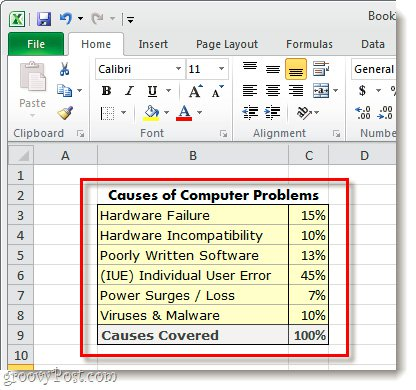 Book
File Home Insert Page Layout Formulas
Calibri 11 General
Paste
Clipboard Font Alignment
A B C D
1
2 Causes of Computer Problems
3 Hardware Failure 15%
4 Hardware Incompatibility 10%
5 Poorly Written Software 13%
6 (IUE) Individual User Error 45%
7 Power Surges / Loss 7%
8 Viruses & Malware 10%
9 Causes Covered 100%
10
groovyPost.com